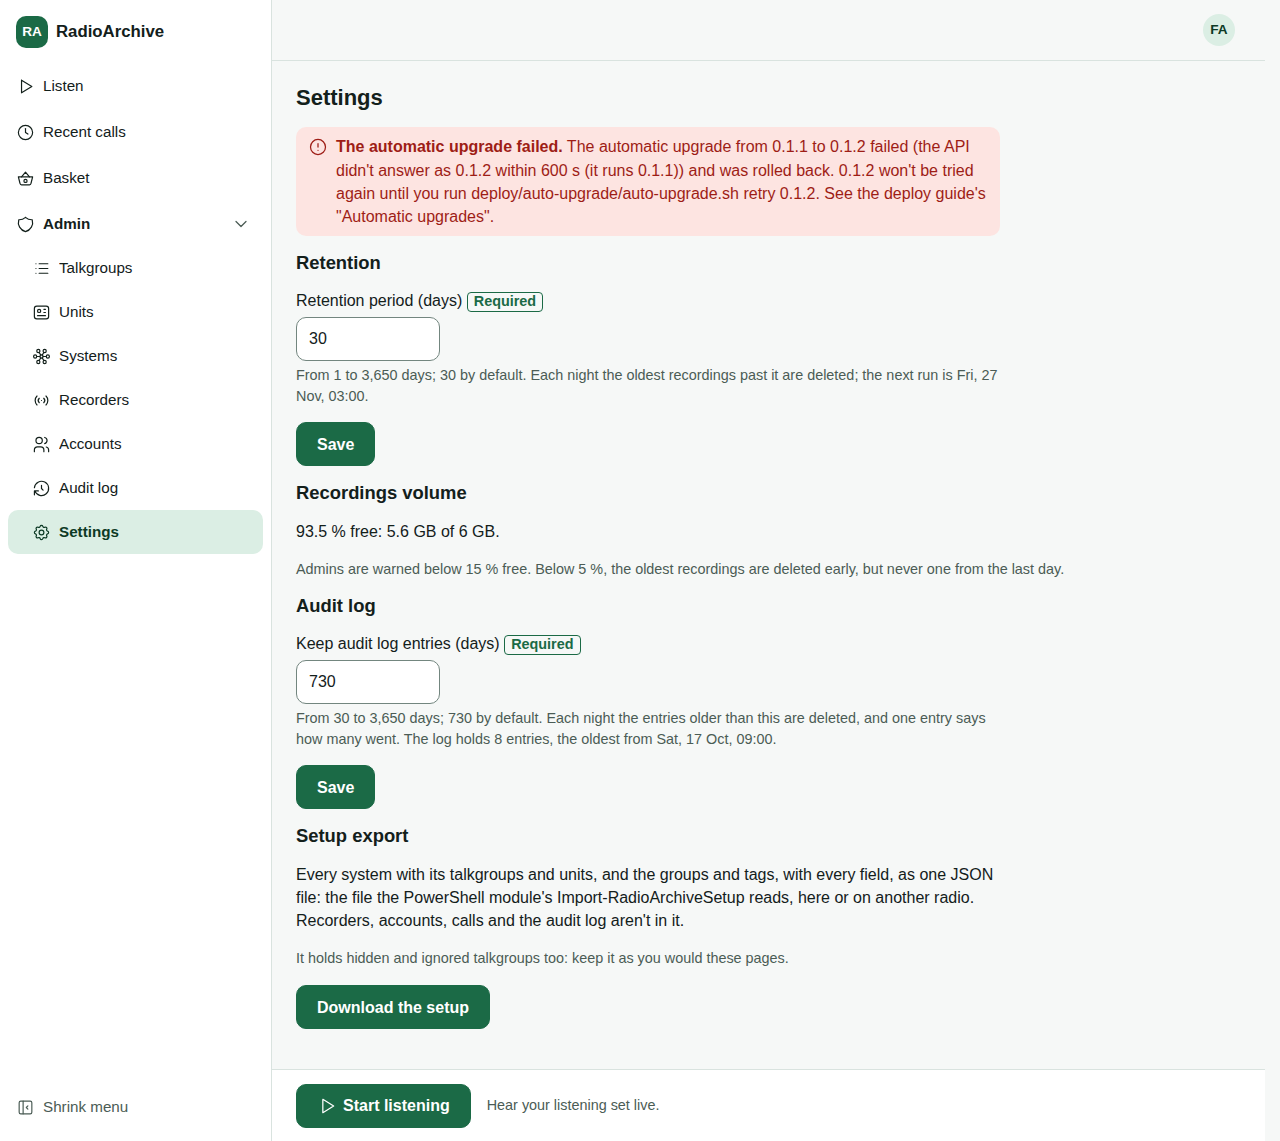 RA RadioArchive
FA
Listen
Recent calls
Basket
Admin
Talkgroups
Units
Systems
Recorders
Accounts
Audit log
Settings
Shrink menu
Settings
The automatic upgrade failed. The automatic upgrade from 0.1.1 to 0.1.2 failed (the API
didn't answer as 0.1.2 within 600 s (it runs 0.1.1)) and was rolled back. 0.1.2 won't be tried
again until you run deploy/auto-upgrade/auto-upgrade.sh retry 0.1.2. See the deploy guide's
"Automatic upgrades".
Retention
Retention period (days) Required
30
From 1 to 3,650 days; 30 by default. Each night the oldest recordings past it are deleted; the next run is Fri, 27
Nov, 03:00.
Save
Recordings volume
93.5 % free: 5.6 GB of 6 GB.
Admins are warned below 15 % free. Below 5 %, the oldest recordings are deleted early, but never one from the last day.
Audit log
Keep audit log entries (days) Required
730
From 30 to 3,650 days; 730 by default. Each night the entries older than this are deleted, and one entry says
how many went. The log holds 8 entries, the oldest from Sat, 17 Oct, 09:00.
Save
Setup export
Every system with its talkgroups and units, and the groups and tags, with every field, as one JSON
file: the file the PowerShell module's Import-RadioArchiveSetup reads, here or on another radio.
Recorders, accounts, calls and the audit log aren't in it.
It holds hidden and ignored talkgroups too: keep it as you would these pages.
Download the setup
Start listening
Hear your listening set live.